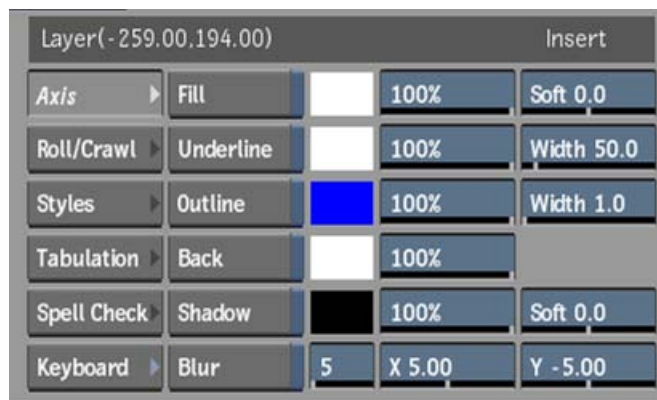 Layer(-259.00,194.00) Insert
Axis Fill 100% Soft 0.0
Roll/Crawl Underline 100% Width 50.0
Styles Outline 100% Width 1.0
Tabulation Back 100%
Spell Check Shadow 100% Soft 0.0
Keyboard Blur 5 X 5.00 Y -5.00